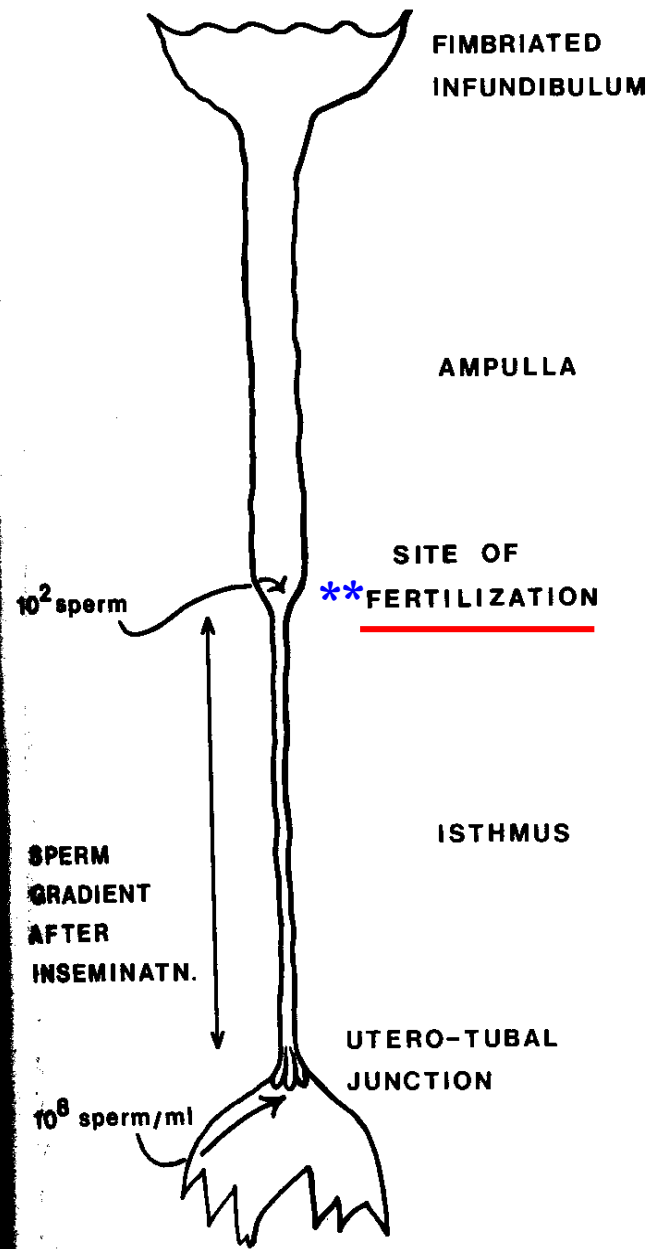 FIMBRIATED
INFUNDIBULUM
AMPULLA
SITE OF
**FERTILIZATION
10² sperm
ISTHMUS
SPERM
GRADIENT
AFTER
INSEMINATN.
UTERO-TUBAL
JUNCTION
10⁸ sperm/ml